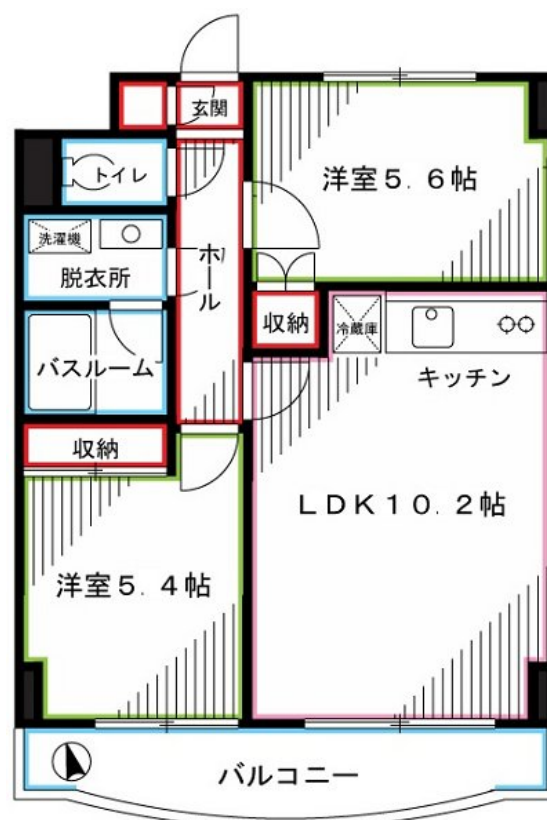 玄関
トイレ
洋室5.6帖
洗濯機
脱衣所
ホール
収納
冷蔵庫
キッチン
バスルーム
収納
LDK10.2帖
洋室5.4帖
バルコニー